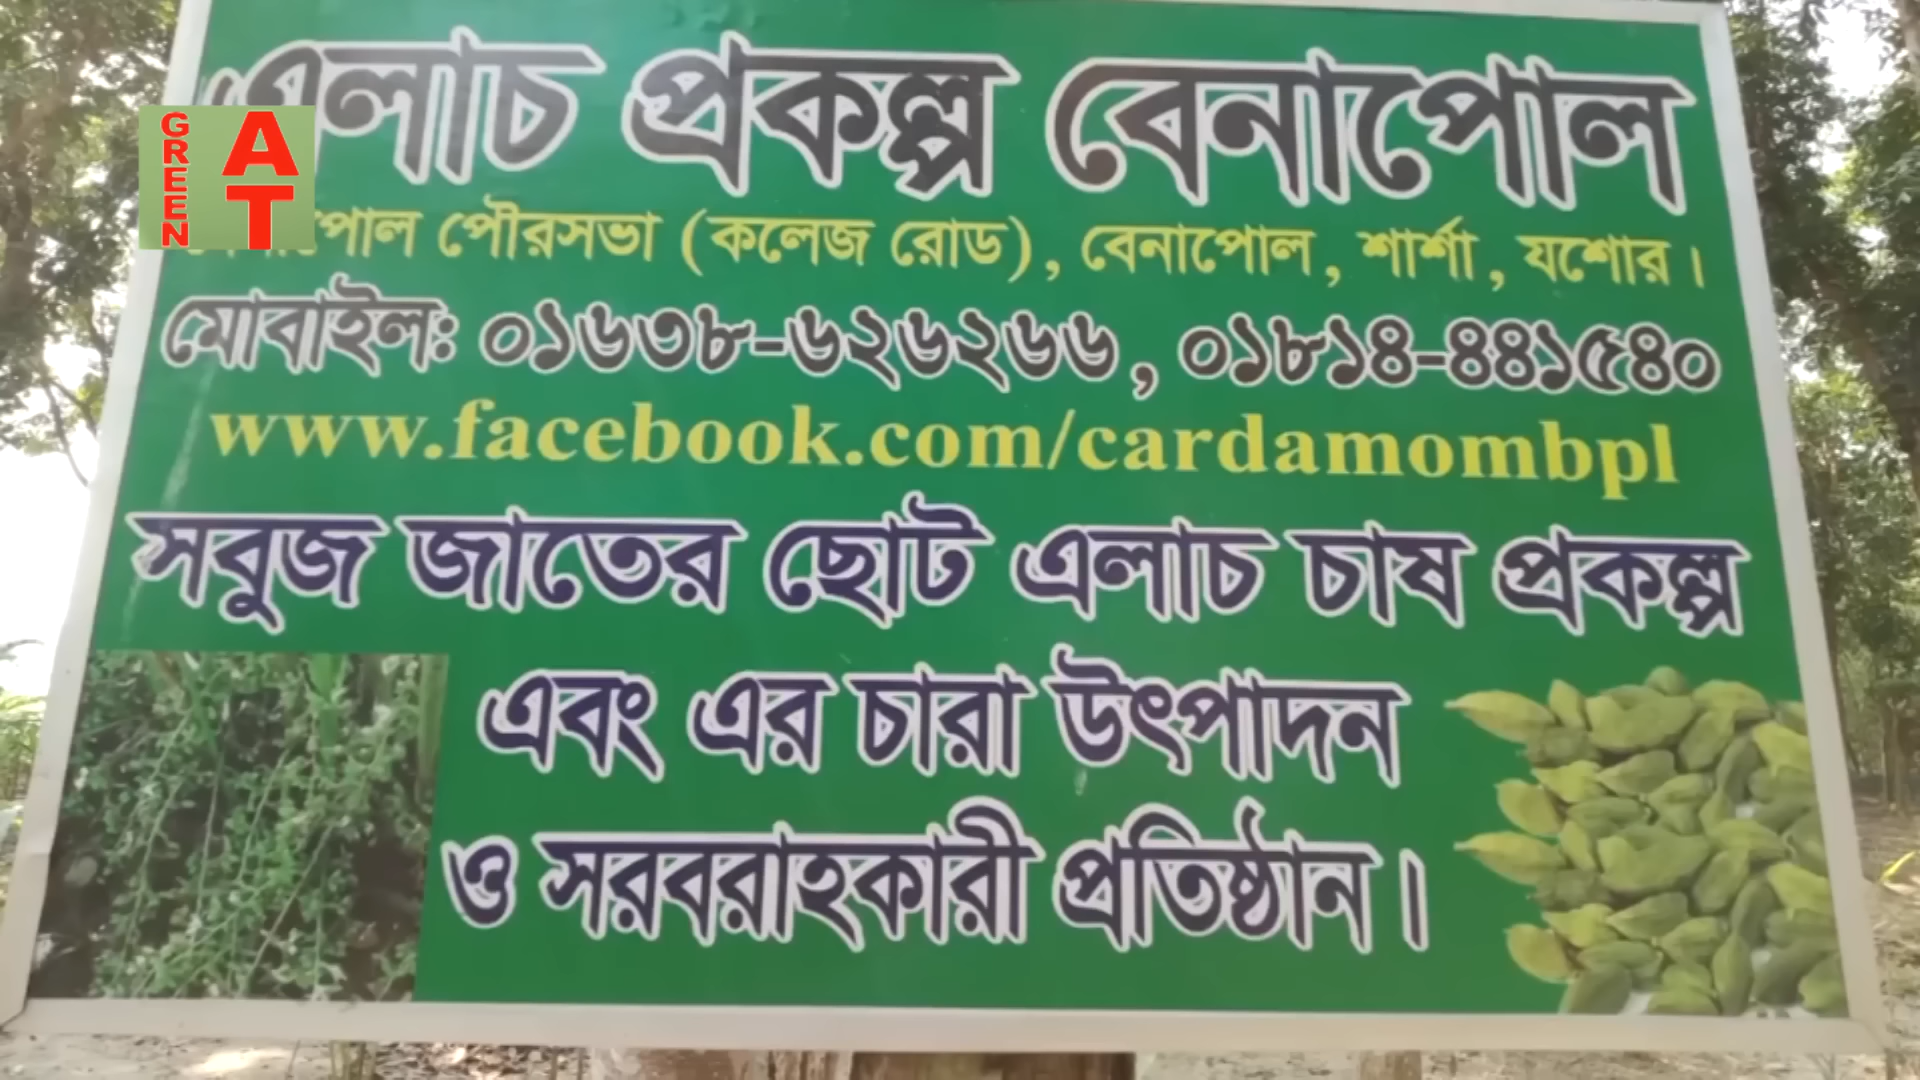 এলাচ প্রকল্প বেনাপোল
GREEN
AT
পৌরসভা (কলেজ রোড), বেনাপোল, শার্শা, যশোর।
মোবাইলঃ ০১৬৩৮-৬২৬২৬৬, ০১৮১৪-৪৪১৫৪০
www.facebook.com/cardamombpl
সবুজ জাতের ছোট এলাচ চাষ প্রকল্প
এবং এর চারা উৎপাদন
ও সরবরাহকারী প্রতিষ্ঠান।